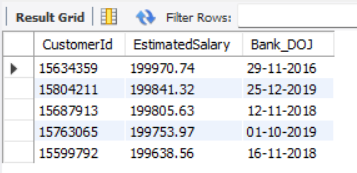 Result Grid Filter Rows:
CustomerId EstimatedSalary Bank_DOJ
15634359 199970.74 29-11-2016
15804211 199841.32 25-12-2019
15687913 199805.63 12-11-2018
15763065 199753.97 01-10-2019
15599792 199638.56 16-11-2018